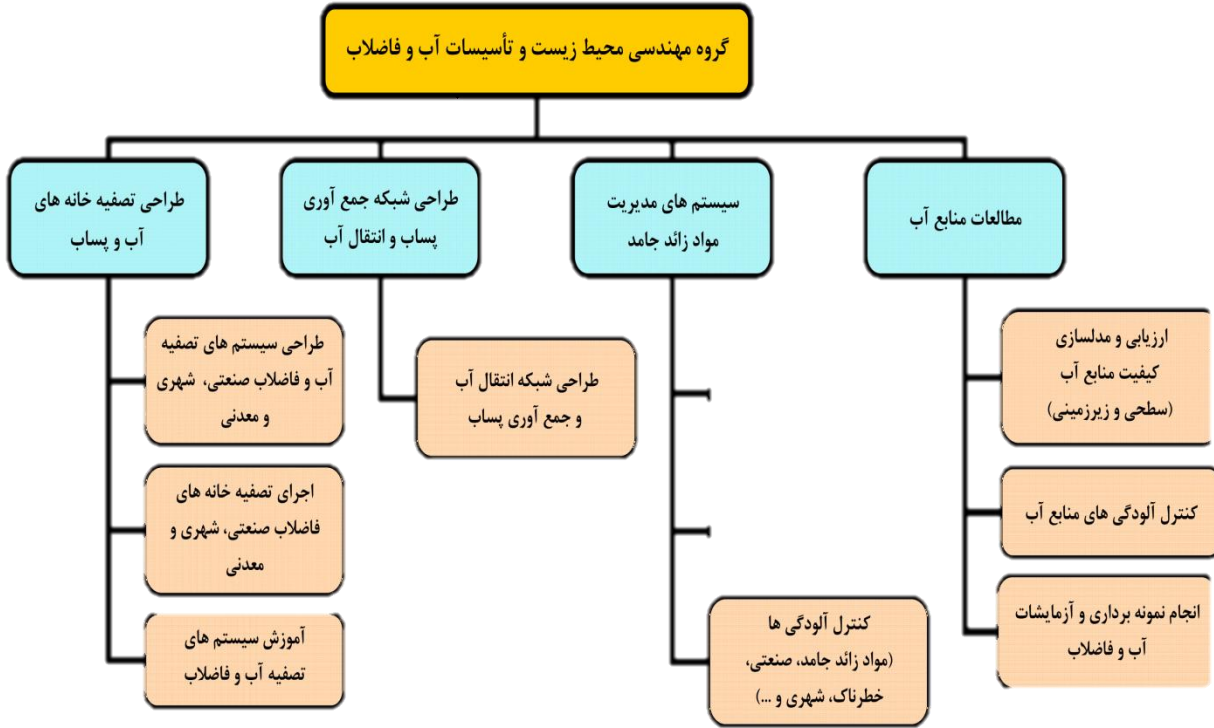 گروه مهندسی محیط زیست و تأسیسات آب و فاضلاب
مطالعات منابع آب
سیستم های مدیریت
مواد زائد جامد
طراحی شبکه جمع آوری
پساب و انتقال آب
طراحی تصفیه خانه های
آب و پساب
ارزیابی و مدلسازی
کیفیت منابع آب
(سطحی و زیرزمینی)
کنترل آلودگی های منابع آب
انجام نمونه برداری و آزمایشات
آب و فاضلاب
کنترل آلودگی ها
(مواد زائد جامد، صنعتی،
خطرناک، شهری و ...)
طراحی شبکه انتقال آب
و جمع آوری پساب
طراحی سیستم های تصفیه
آب و فاضلاب صنعتی، شهری
و معدنی
اجرای تصفیه خانه های
فاضلاب صنعتی، شهری و
معدنی
آموزش سیستم های
تصفیه آب و فاضلاب